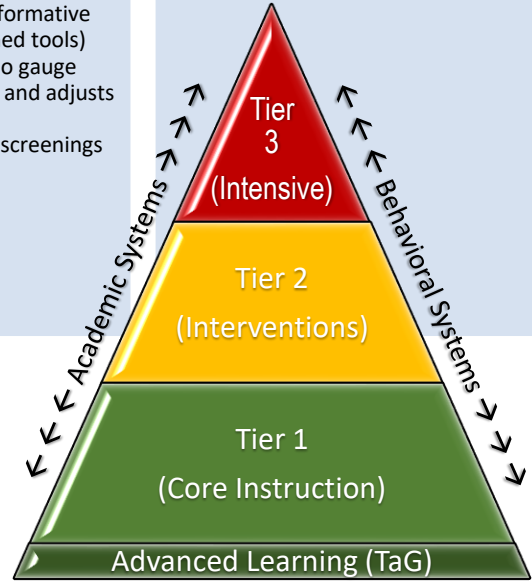 formative
ed tools)
o gauge
and adjusts
screenings
Tier
3
(Intensive)
Tier 2
(Interventions)
Tier 1
(Core Instruction)
Advanced Learning (TaG)
← ← ← Academic Systems → → →
← ← ← Behavioral Systems → → →